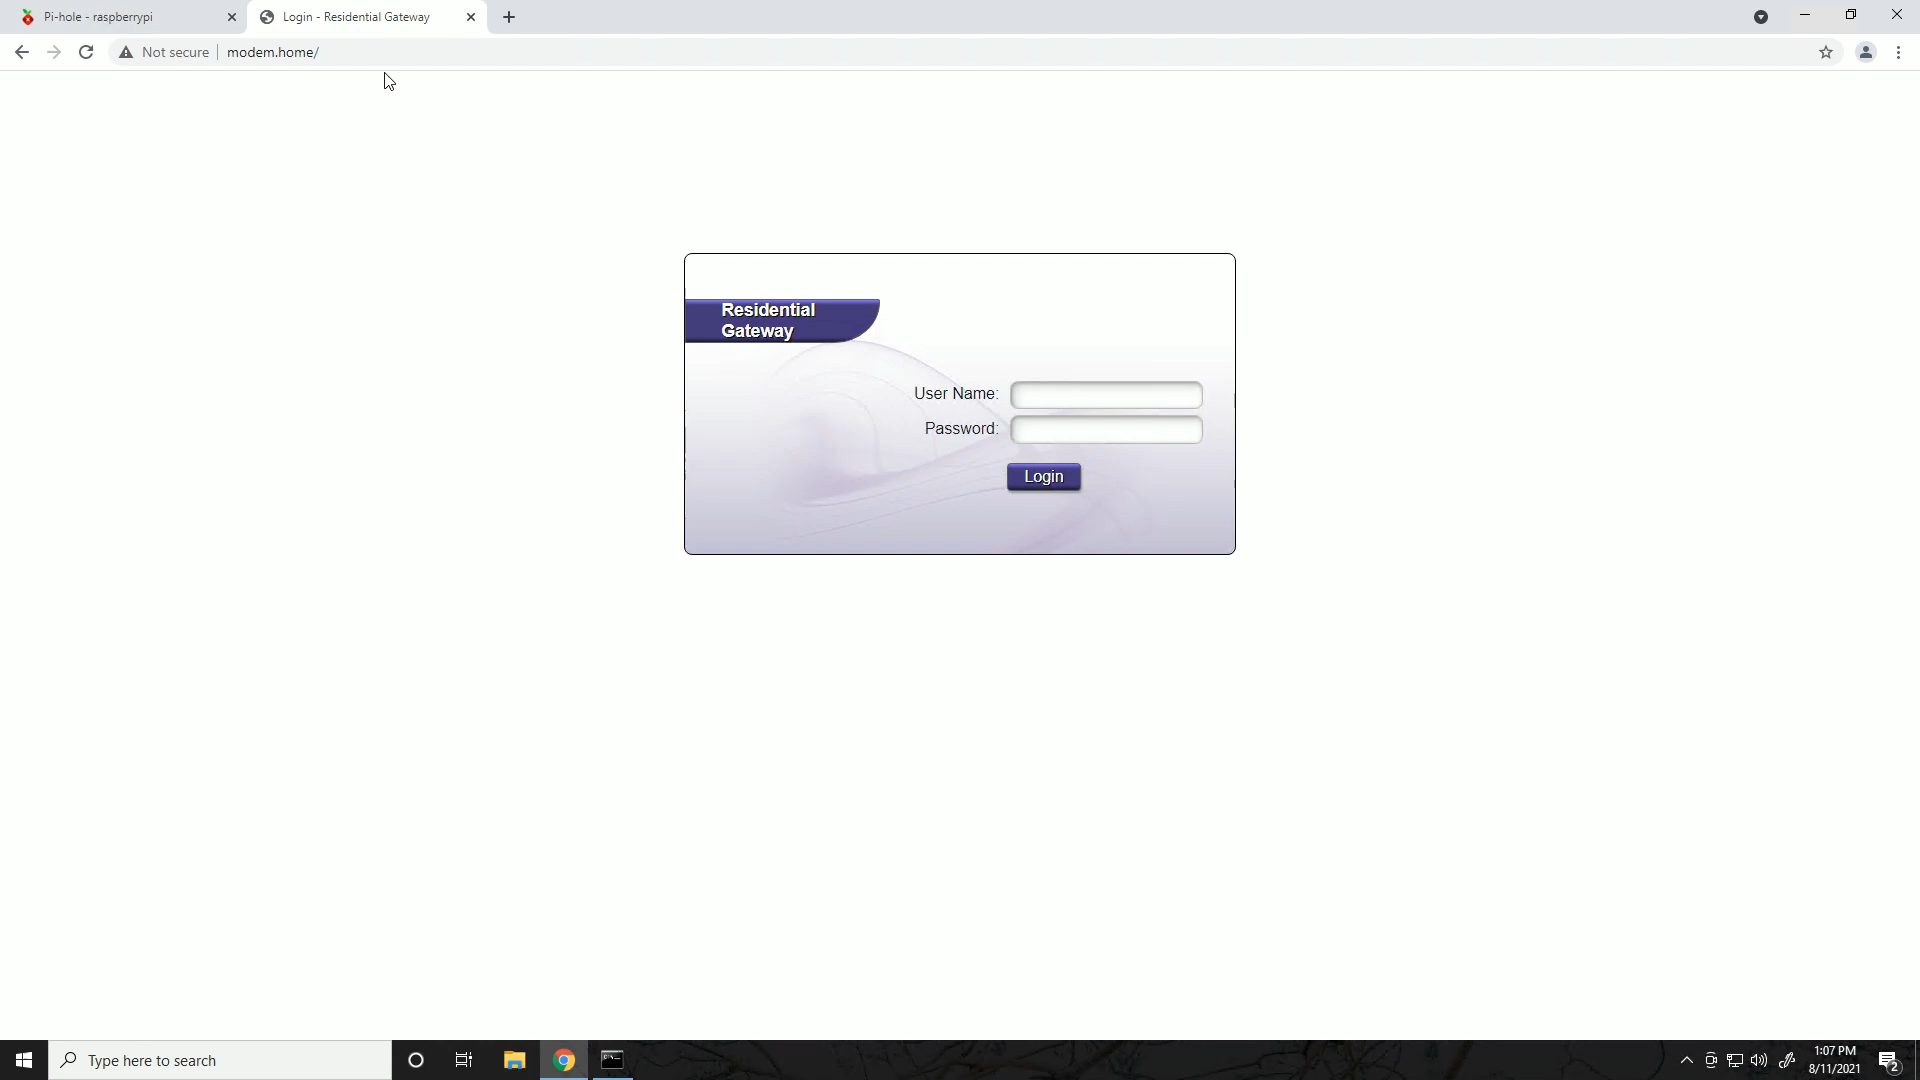 Pi-hole - raspberrypi
Login - Residential Gateway
Not secure
modem.home/
Residential
Gateway
User Name:
Password:
Login
Type here to search
1:07 PM
8/11/2021
2